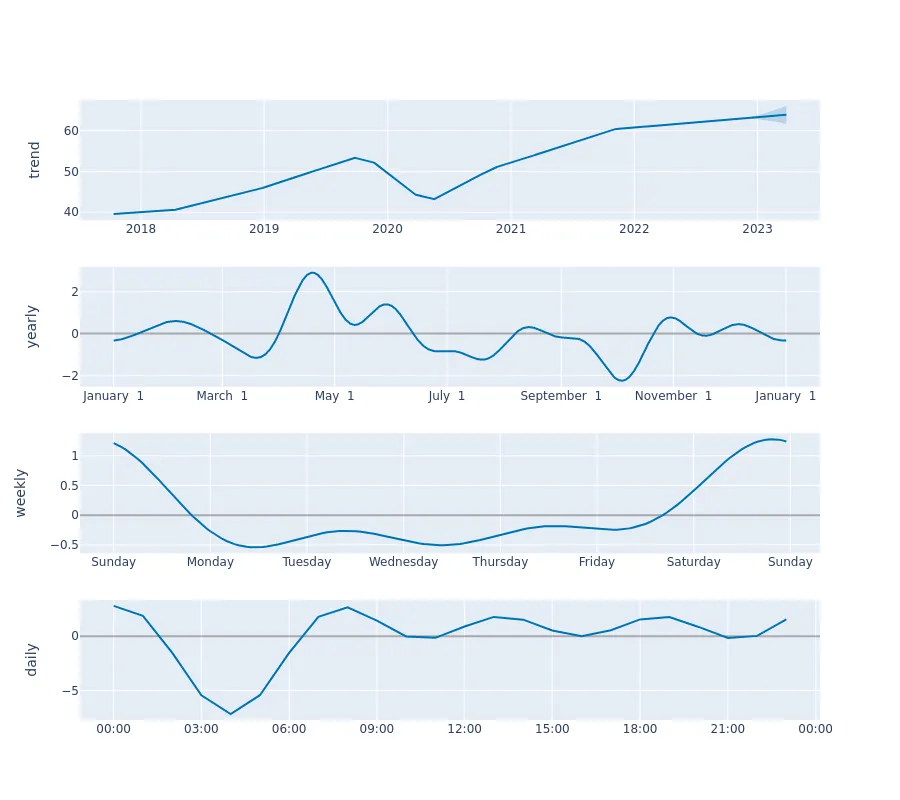 trend
60
50
40
2018 2019 2020 2021 2022 2023
yearly
2
0
−2
January 1 March 1 May 1 July 1 September 1 November 1 January 1
weekly
1
0.5
0
−0.5
Sunday Monday Tuesday Wednesday Thursday Friday Saturday Sunday
daily
0
−5
00:00 03:00 06:00 09:00 12:00 15:00 18:00 21:00 00:00